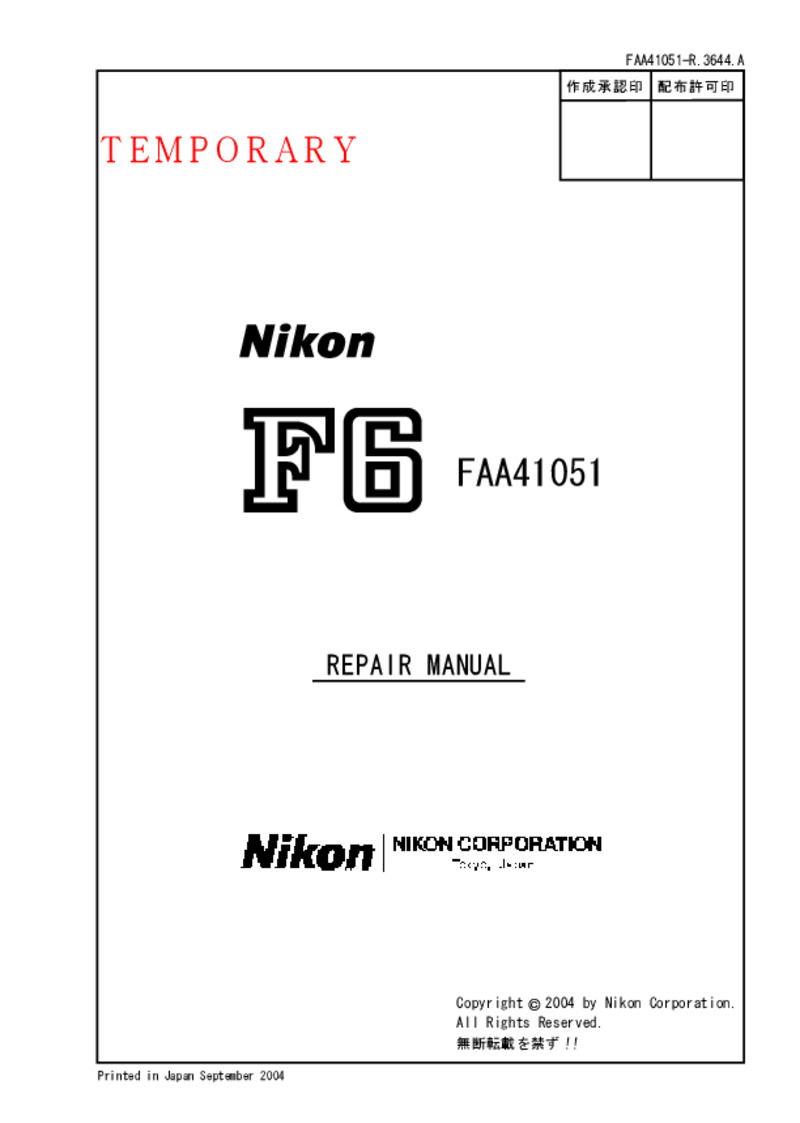 FAA41051-R.3644.A
作成承認印 配布許可印
TEMPORARY
Nikon
F6 FAA41051
REPAIR MANUAL
Nikon NIKON CORPORATION
Tokyo, Japan
Copyright © 2004 by Nikon Corporation.
All Rights Reserved.
無断転載を禁ず!!
Printed in Japan September 2004